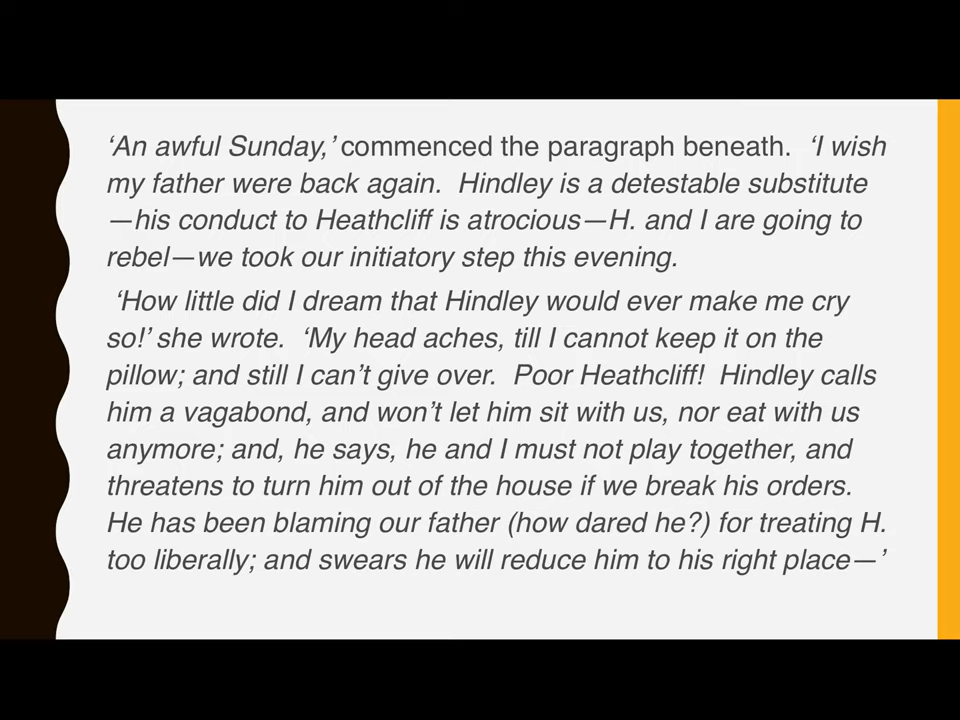 ‘An awful Sunday,’ commenced the paragraph beneath.  ‘I wish
my father were back again.  Hindley is a detestable substitute
—his conduct to Heathcliff is atrocious—H. and I are going to
rebel—we took our initiatory step this evening.
‘How little did I dream that Hindley would ever make me cry
so!’ she wrote.  ‘My head aches, till I cannot keep it on the
pillow; and still I can’t give over.  Poor Heathcliff!  Hindley calls
him a vagabond, and won’t let him sit with us, nor eat with us
anymore; and, he says, he and I must not play together, and
threatens to turn him out of the house if we break his orders.
He has been blaming our father (how dared he?) for treating H.
too liberally; and swears he will reduce him to his right place—’